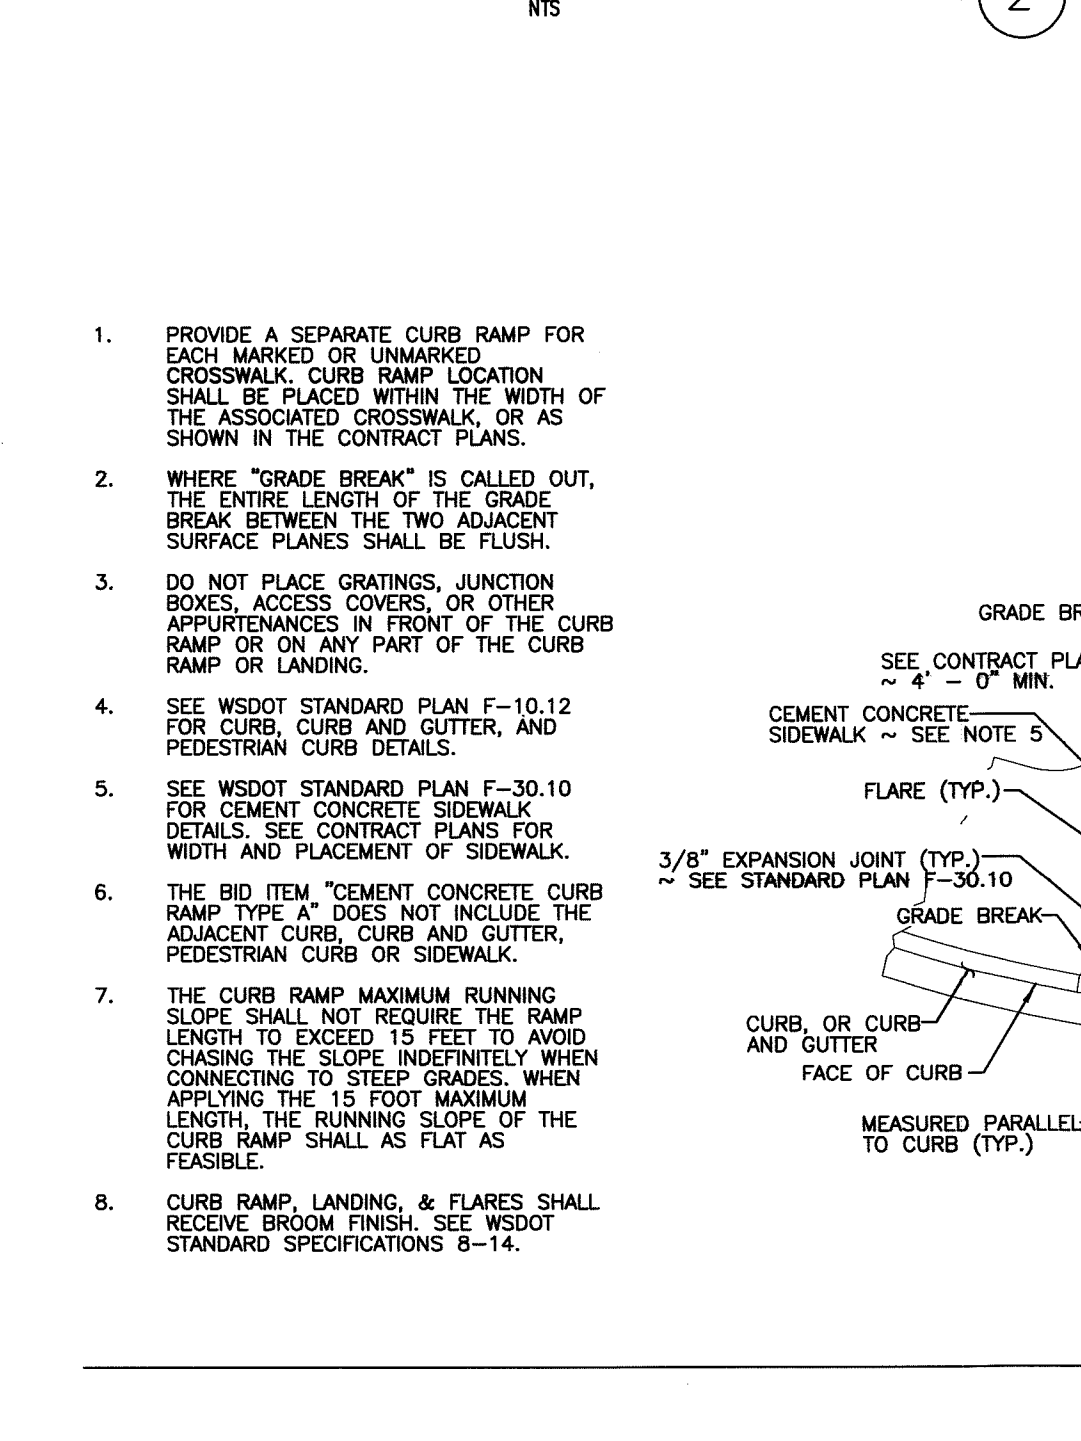 NTS
2
1. PROVIDE A SEPARATE CURB RAMP FOR
EACH MARKED OR UNMARKED
CROSSWALK. CURB RAMP LOCATION
SHALL BE PLACED WITHIN THE WIDTH OF
THE ASSOCIATED CROSSWALK, OR AS
SHOWN IN THE CONTRACT PLANS.
2. WHERE "GRADE BREAK" IS CALLED OUT,
THE ENTIRE LENGTH OF THE GRADE
BREAK BETWEEN THE TWO ADJACENT
SURFACE PLANES SHALL BE FLUSH.
3. DO NOT PLACE GRATINGS, JUNCTION
BOXES, ACCESS COVERS, OR OTHER
APPURTENANCES IN FRONT OF THE CURB
RAMP OR ON ANY PART OF THE CURB
RAMP OR LANDING.
4. SEE WSDOT STANDARD PLAN F-10.12
FOR CURB, CURB AND GUTTER, AND
PEDESTRIAN CURB DETAILS.
5. SEE WSDOT STANDARD PLAN F-30.10
FOR CEMENT CONCRETE SIDEWALK
DETAILS. SEE CONTRACT PLANS FOR
WIDTH AND PLACEMENT OF SIDEWALK.
6. THE BID ITEM "CEMENT CONCRETE CURB
RAMP TYPE A" DOES NOT INCLUDE THE
ADJACENT CURB, CURB AND GUTTER,
PEDESTRIAN CURB OR SIDEWALK.
7. THE CURB RAMP MAXIMUM RUNNING
SLOPE SHALL NOT REQUIRE THE RAMP
LENGTH TO EXCEED 15 FEET TO AVOID
CHASING THE SLOPE INDEFINITELY WHEN
CONNECTING TO STEEP GRADES. WHEN
APPLYING THE 15 FOOT MAXIMUM
LENGTH, THE RUNNING SLOPE OF THE
CURB RAMP SHALL AS FLAT AS
FEASIBLE.
8. CURB RAMP, LANDING, & FLARES SHALL
RECEIVE BROOM FINISH. SEE WSDOT
STANDARD SPECIFICATIONS 8-14.
GRADE BR
SEE CONTRACT PLA
~ 4' - 0" MIN.
CEMENT CONCRETE
SIDEWALK ~ SEE NOTE 5
FLARE (TYP.)
3/8" EXPANSION JOINT (TYP.)
~ SEE STANDARD PLAN F-30.10
GRADE BREAK
CURB, OR CURB
AND GUTTER
FACE OF CURB
MEASURED PARALLEL
TO CURB (TYP.)